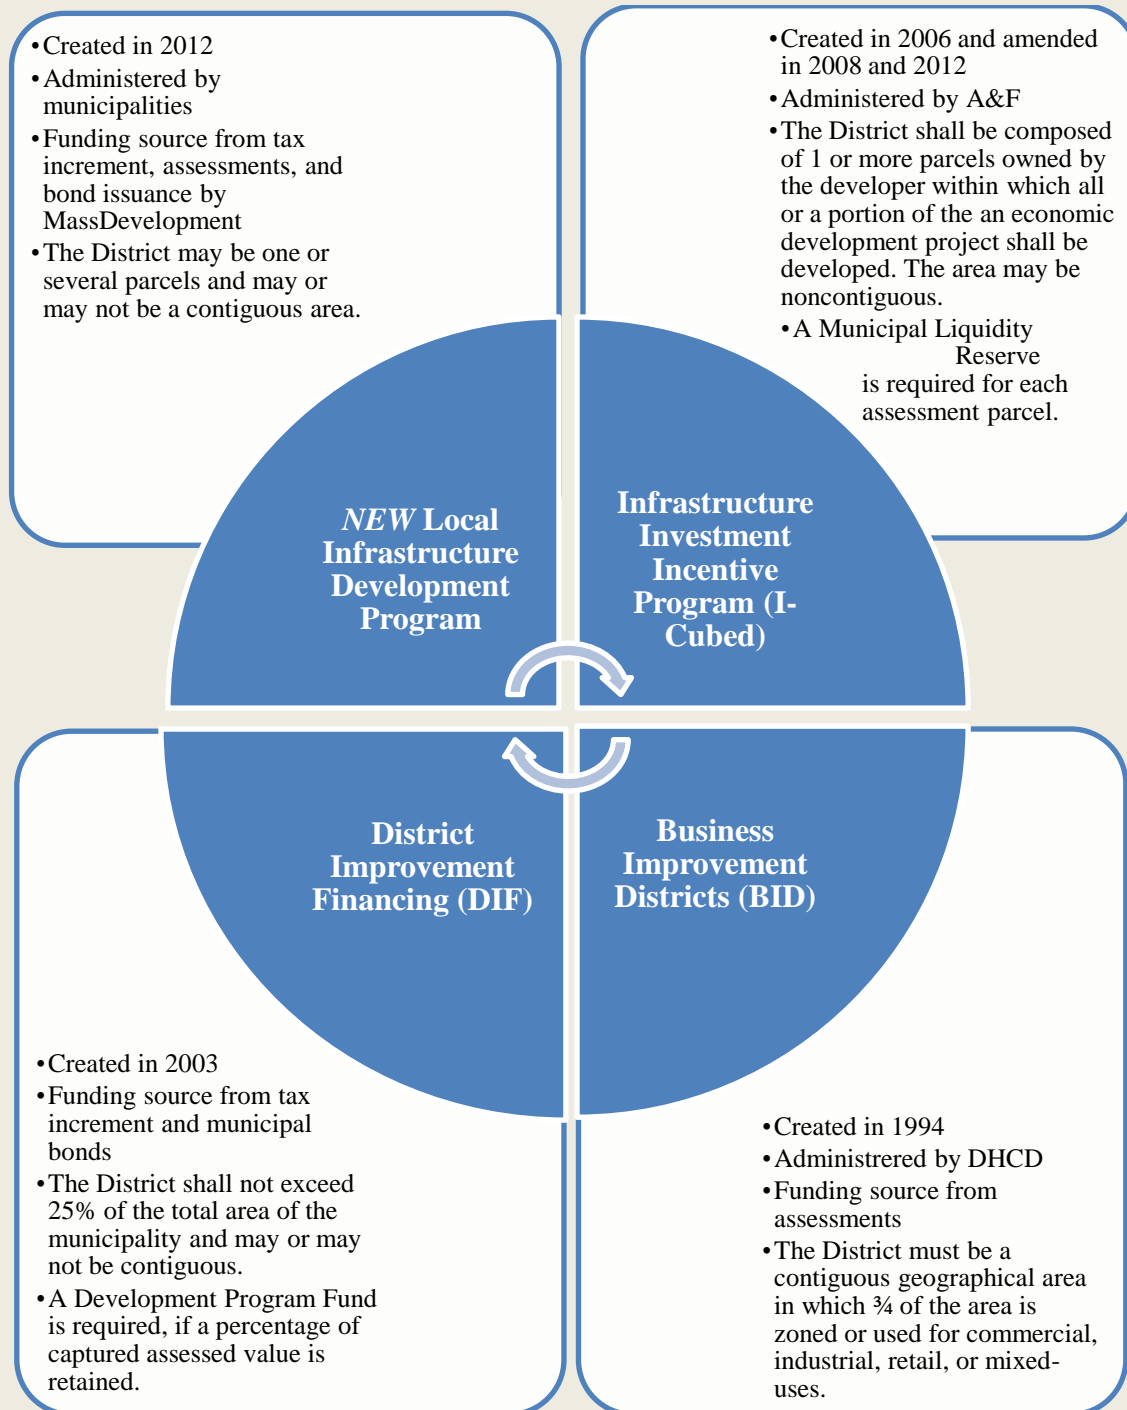 •Created in 2012
•Administered by
municipalities
•Funding source from tax
increment, assessments, and
bond issuance by
MassDevelopment
•The District may be one or
several parcels and may or
may not be a contiguous area.
•Created in 2006 and amended
in 2008 and 2012
•Administered by A&F
•The District shall be composed
of 1 or more parcels owned by
the developer within which all
or a portion of the an economic
development project shall be
developed. The area may be
noncontiguous.
•A Municipal Liquidity
Reserve
is required for each
assessment parcel.
NEW Local
Infrastructure
Development
Program
Infrastructure
Investment
Incentive
Program (I-
Cubed)
District
Improvement
Financing (DIF)
Business
Improvement
Districts (BID)
•Created in 2003
•Funding source from tax
increment and municipal
bonds
•The District shall not exceed
25% of the total area of the
municipality and may or may
not be contiguous.
•A Development Program Fund
is required, if a percentage of
captured assessed value is
retained.
•Created in 1994
•Administrered by DHCD
•Funding source from
assessments
•The District must be a
contiguous geographical area
in which ¾ of the area is
zoned or used for commercial,
industrial, retail, or mixed-
uses.